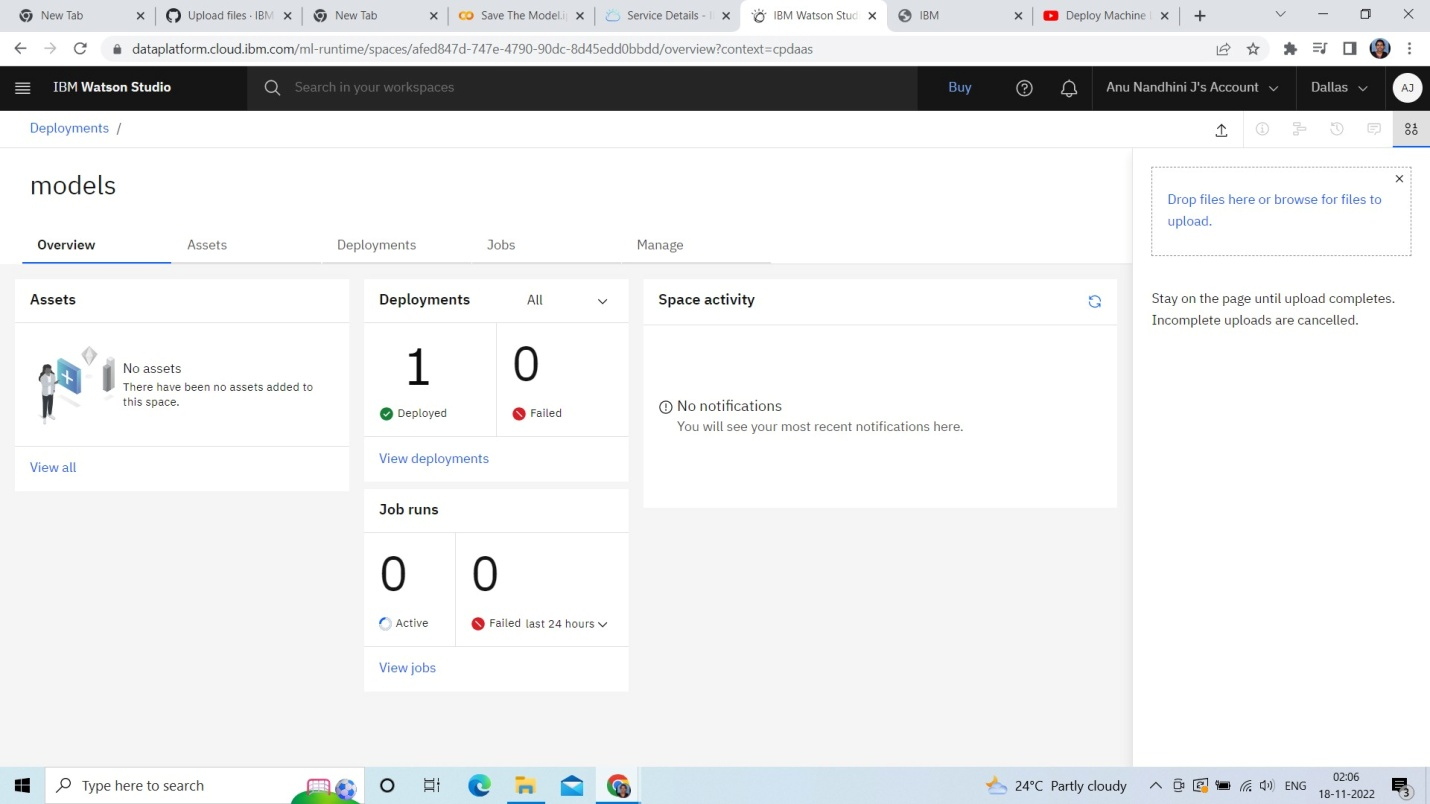 New Tab
Upload files · IBM
New Tab
Save The Model.i
Service Details -
IBM Watson Stud
IBM
Deploy Machine
dataplatform.cloud.ibm.com/ml-runtime/spaces/afed847d-747e-4790-90dc-8d45edd0bbdd/overview?context=cpdaas
IBM Watson Studio
Search in your workspaces
Buy
Anu Nandhini J's Account
Dallas
AJ
Deployments /
models
Overview
Assets
Deployments
Jobs
Manage
Drop files here or browse for files to
upload.
Stay on the page until upload completes.
Incomplete uploads are cancelled.
Assets
No assets
There have been no assets added to
this space.
View all
Deployments
All
1
Deployed
0
Failed
View deployments
Job runs
0
Active
0
Failed last 24 hours
View jobs
Space activity
No notifications
You will see your most recent notifications here.
Type here to search
24°C Partly cloudy
ENG
02:06
18-11-2022
3